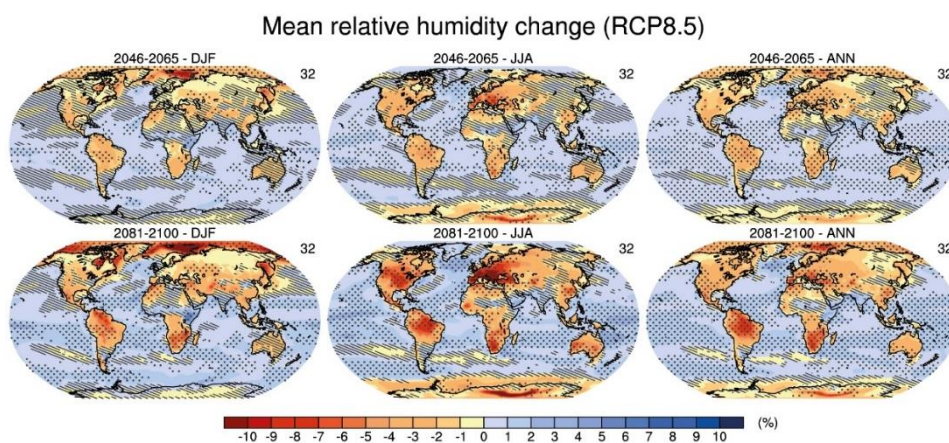 Mean relative humidity change (RCP8.5)
2046-2065 - DJF
32
2046-2065 - JJA
32
2046-2065 - ANN
32
2081-2100 - DJF
32
2081-2100 - JJA
32
2081-2100 - ANN
32
-10 -9 -8 -7 -6 -5 -4 -3 -2 -1 0 1 2 3 4 5 6 7 8 9 10 (%)